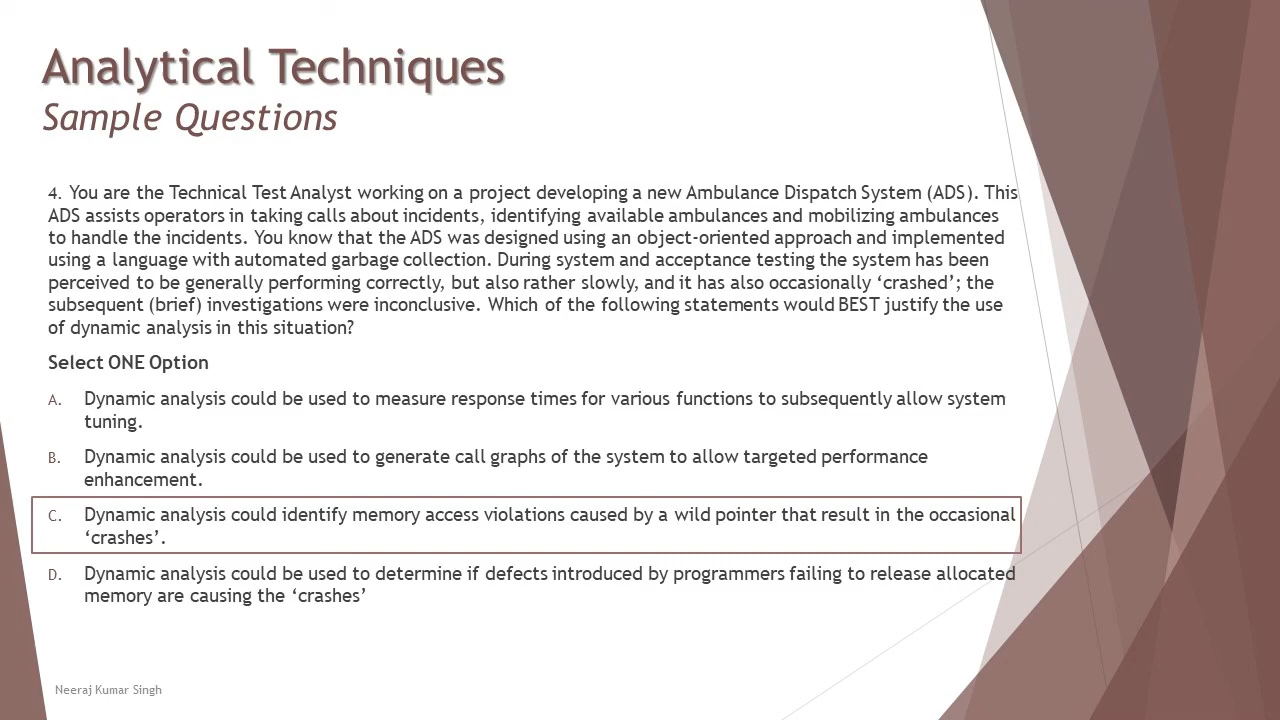 Analytical Techniques
Sample Questions
4. You are the Technical Test Analyst working on a project developing a new Ambulance Dispatch System (ADS). This
ADS assists operators in taking calls about incidents, identifying available ambulances and mobilizing ambulances
to handle the incidents. You know that the ADS was designed using an object-oriented approach and implemented
using a language with automated garbage collection. During system and acceptance testing the system has been
perceived to be generally performing correctly, but also rather slowly, and it has also occasionally ‘crashed’; the
subsequent (brief) investigations were inconclusive. Which of the following statements would BEST justify the use
of dynamic analysis in this situation?
Select ONE Option
A. Dynamic analysis could be used to measure response times for various functions to subsequently allow system
tuning.
B. Dynamic analysis could be used to generate call graphs of the system to allow targeted performance
enhancement.
C. Dynamic analysis could identify memory access violations caused by a wild pointer that result in the occasional
‘crashes’.
D. Dynamic analysis could be used to determine if defects introduced by programmers failing to release allocated
memory are causing the ‘crashes’
Neeraj Kumar Singh